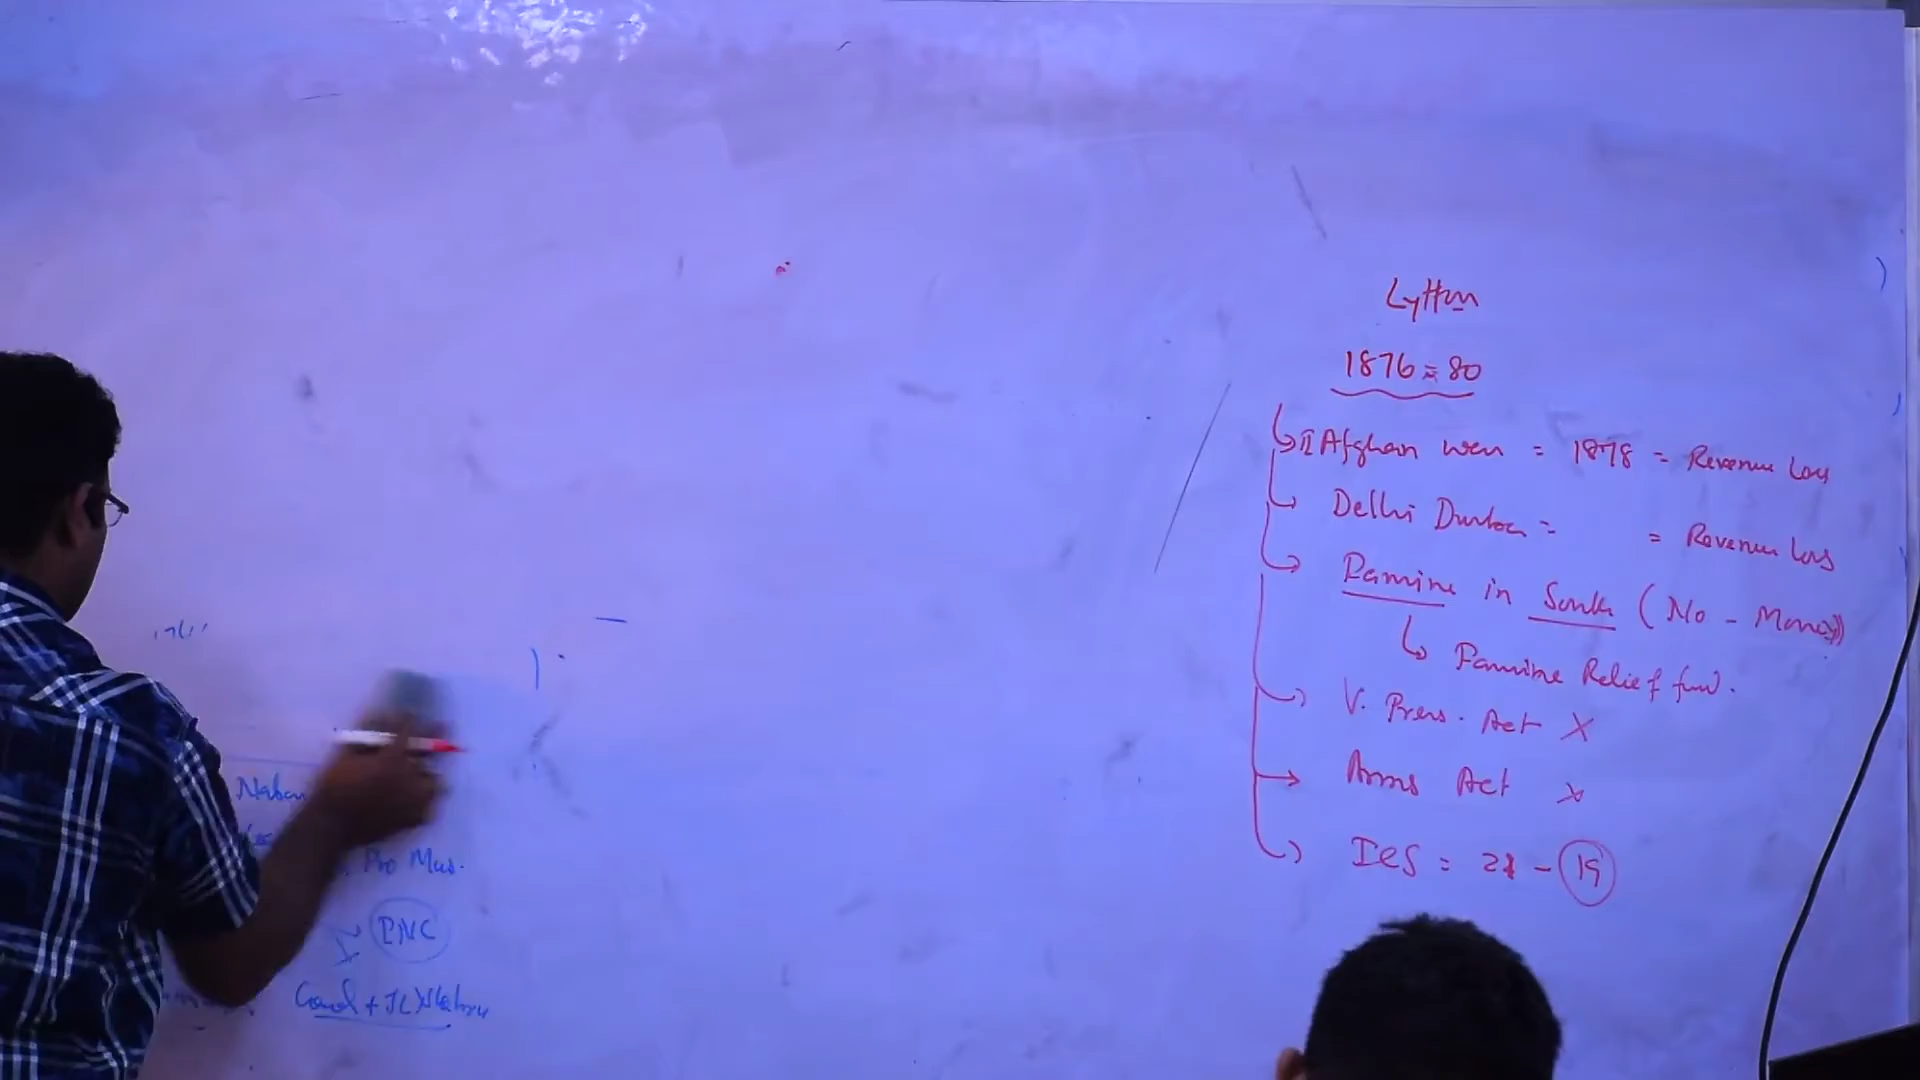 Lytton
1876 = 80
II Afghan war = 1878 = Revenue Loss
Delhi Durbar = = Revenue Loss
Famine in South (No - Money)
Famine Relief fund.
V. Press. Act X
Arms Act X
ICS = 21 - 19
Pro Mus.
INC